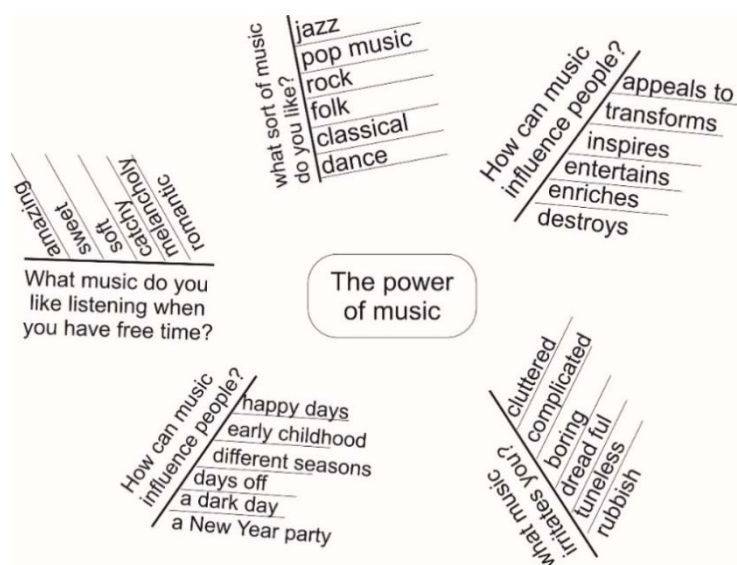 what sort of music
do you like?
jazz
pop music
rock
folk
classical
dance
How can music
influence people?
appeals to
transforms
inspires
entertains
enriches
destroys
amazing
sweet
soft
catchy
melancholy
romantic
What music do you
like listening when
you have free time?
The power
of music
How can music
influence people?
happy days
early childhood
different seasons
days off
a dark day
a New Year party
what music
irritates you?
cluttered
complicated
boring
dread ful
tuneless
rubbish